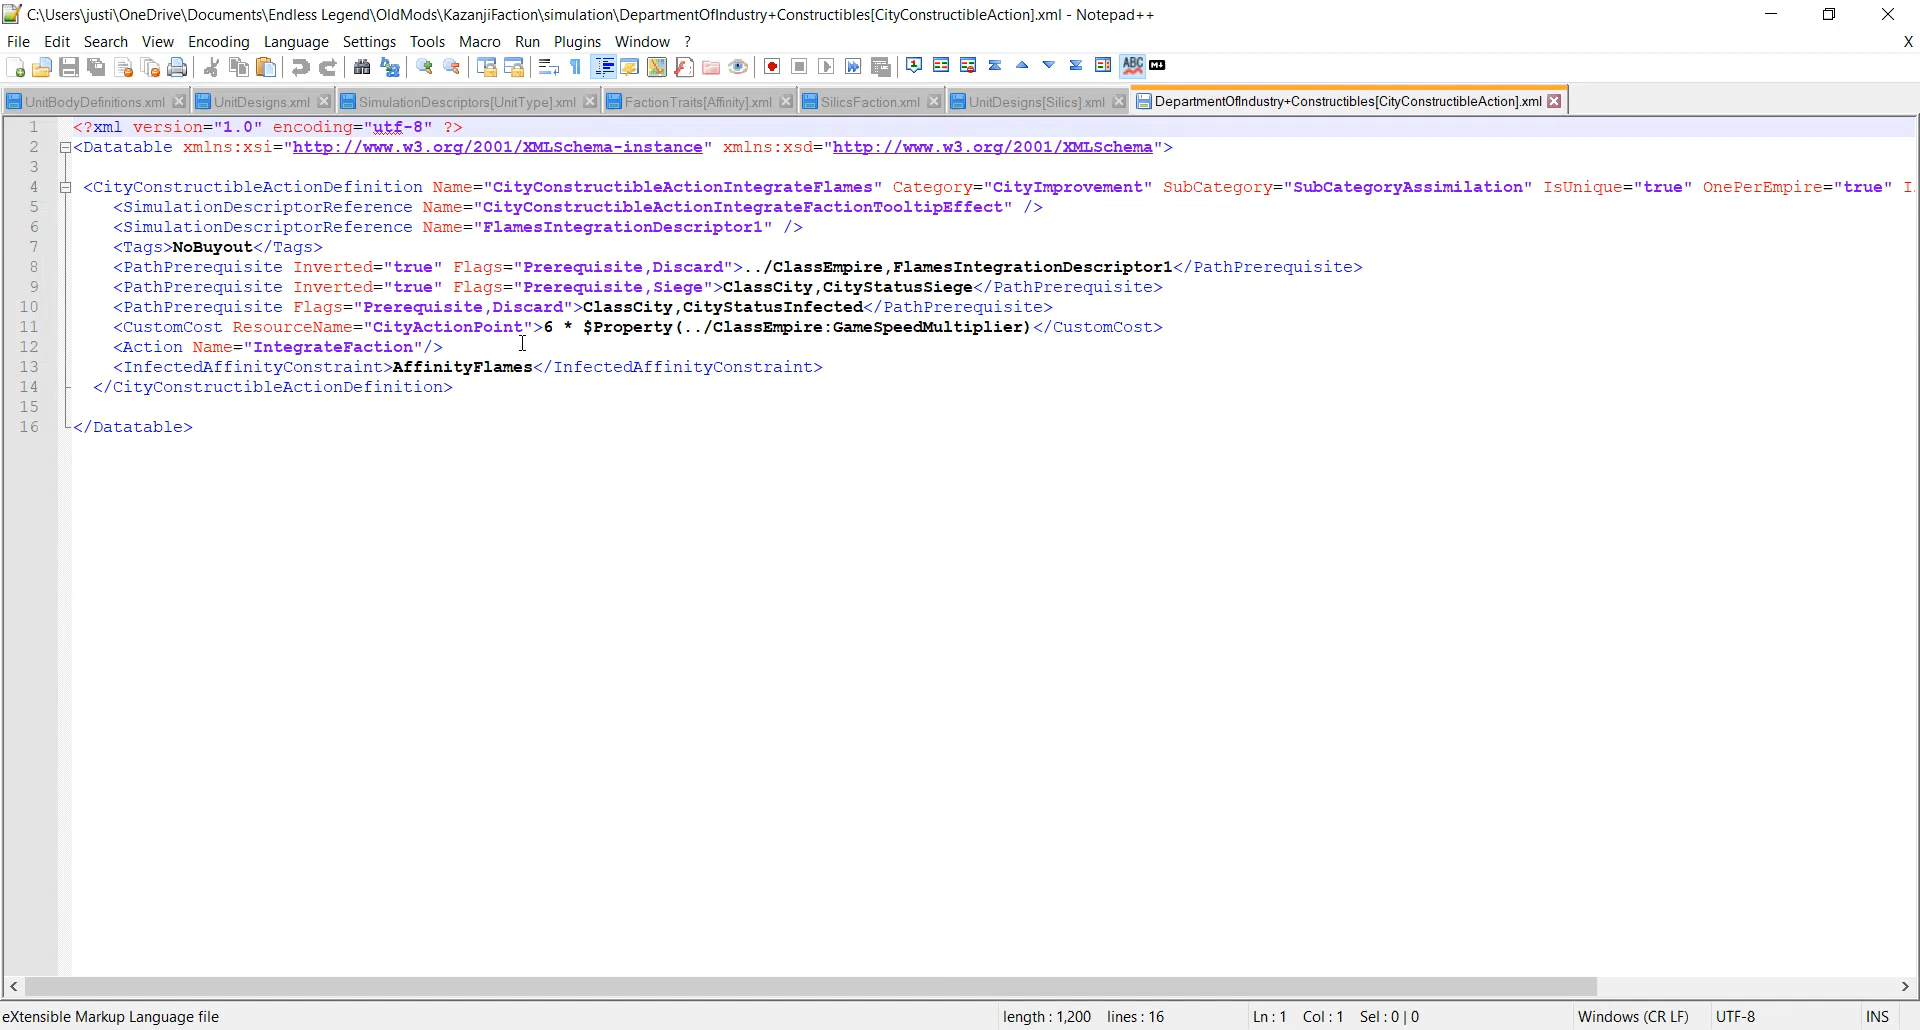 C:\Users\justi\OneDrive\Documents\Endless Legend\OldMods\KazanjiFaction\simulation\DepartmentOfIndustry+Constructibles[CityConstructibleAction].xml - Notepad++
File Edit Search View Encoding Language Settings Tools Macro Run Plugins Window ? X
UnitBodyDefinitions.xml UnitDesigns.xml SimulationDescriptors[UnitType].xml FactionTraits[Affinity].xml SilicsFaction.xml UnitDesigns[Silics].xml DepartmentOfIndustry+Constructibles[CityConstructibleAction].xml
1 <?xml version="1.0" encoding="utf-8" ?>
2 <Datatable xmlns:xsi="http://www.w3.org/2001/XMLSchema-instance" xmlns:xsd="http://www.w3.org/2001/XMLSchema">
3
4 <CityConstructibleActionDefinition Name="CityConstructibleActionIntegrateFlames" Category="CityImprovement" SubCategory="SubCategoryAssimilation" IsUnique="true" OnePerEmpire="true" I
5 <SimulationDescriptorReference Name="CityConstructibleActionIntegrateFactionTooltipEffect" />
6 <SimulationDescriptorReference Name="FlamesIntegrationDescriptor1" />
7 <Tags>NoBuyout</Tags>
8 <PathPrerequisite Inverted="true" Flags="Prerequisite,Discard">../ClassEmpire,FlamesIntegrationDescriptor1</PathPrerequisite>
9 <PathPrerequisite Inverted="true" Flags="Prerequisite,Siege">ClassCity,CityStatusSiege</PathPrerequisite>
10 <PathPrerequisite Flags="Prerequisite,Discard">ClassCity,CityStatusInfected</PathPrerequisite>
11 <CustomCost ResourceName="CityActionPoint">6 * $Property(../ClassEmpire:GameSpeedMultiplier)</CustomCost>
12 <Action Name="IntegrateFaction"/>
13 <InfectedAffinityConstraint>AffinityFlames</InfectedAffinityConstraint>
14 </CityConstructibleActionDefinition>
15
16 </Datatable>
eXtensible Markup Language file length : 1,200 lines : 16 Ln : 1 Col : 1 Sel : 0 | 0 Windows (CR LF) UTF-8 INS